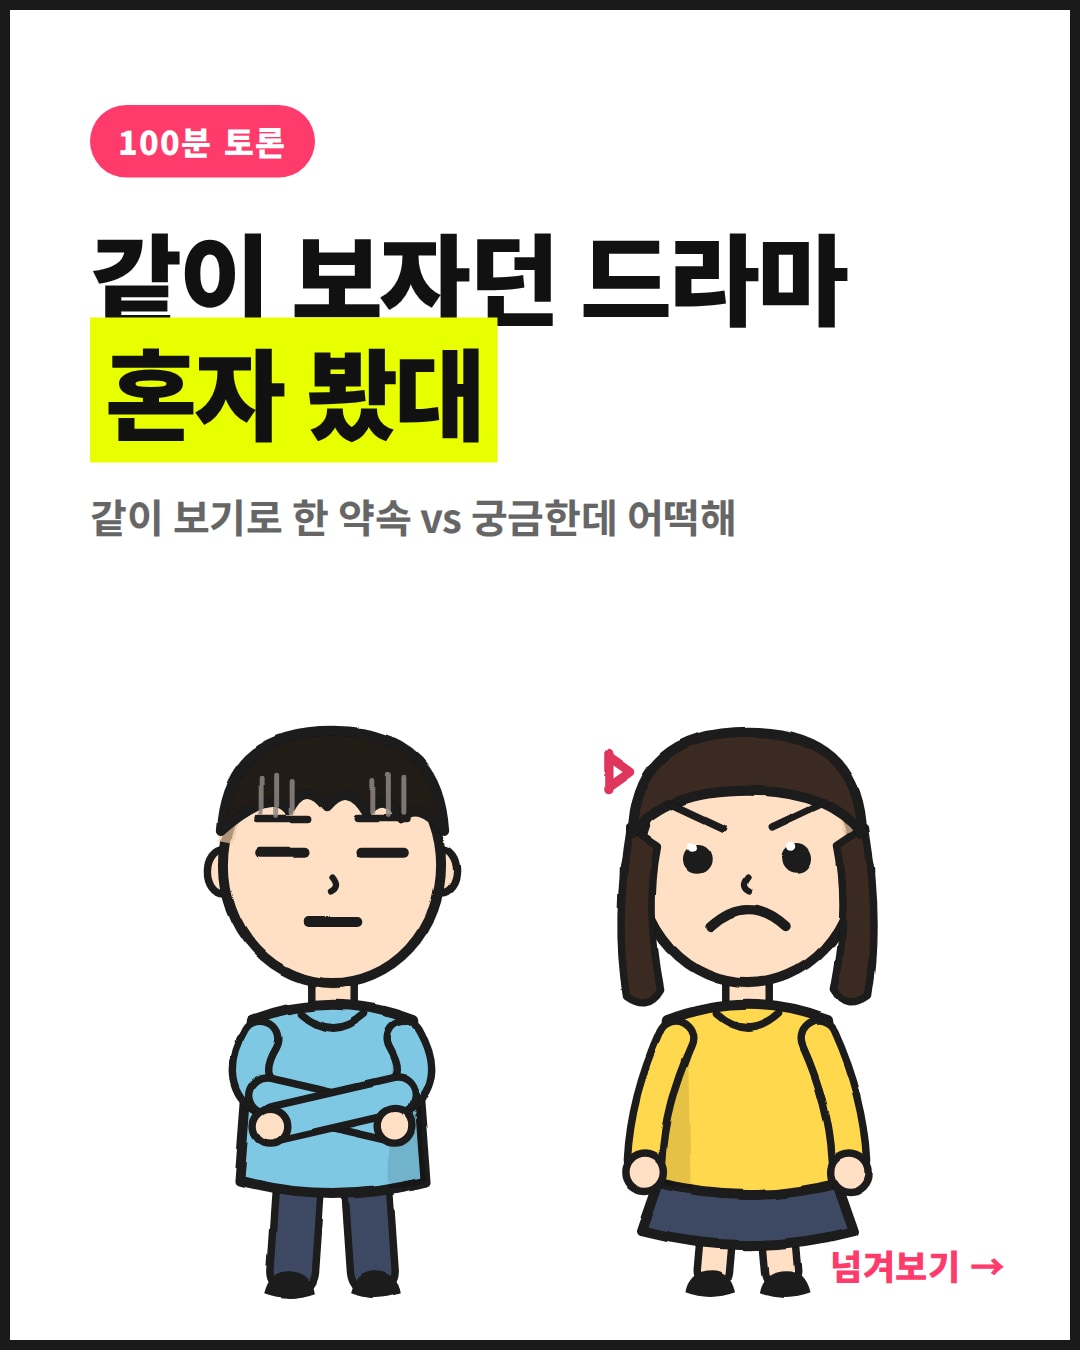 100분 토론
같이 보자던 드라마
혼자 봤대
같이 보기로 한 약속 vs 궁금한데 어떡해
넘겨보기 →